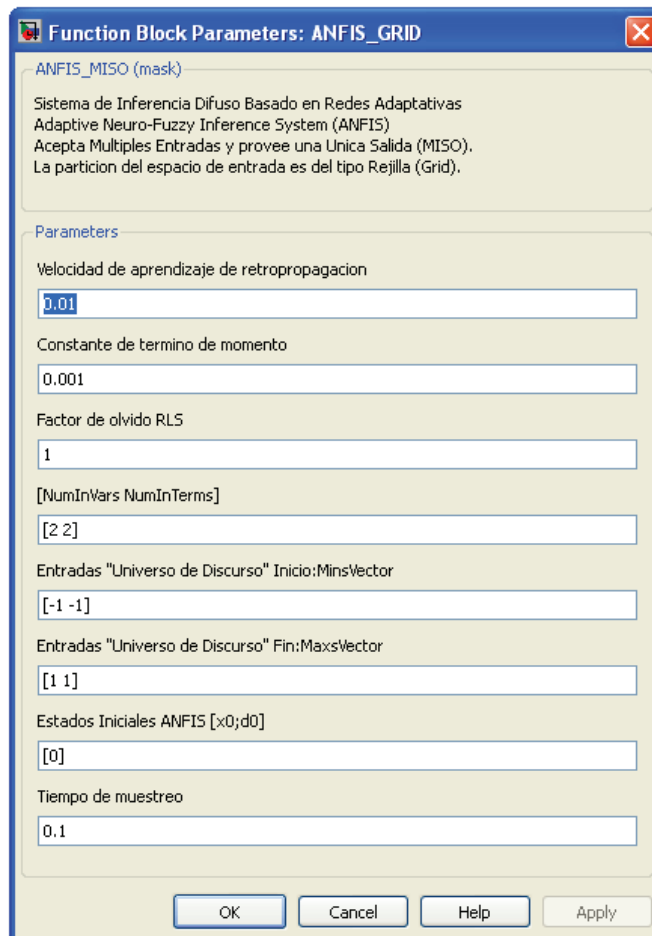 Function Block Parameters: ANFIS_GRID
ANFIS_MISO (mask)
Sistema de Inferencia Difuso Basado en Redes Adaptativas
Adaptive Neuro-Fuzzy Inference System (ANFIS)
Acepta Multiples Entradas y provee una Unica Salida (MISO).
La particion del espacio de entrada es del tipo Rejilla (Grid).
Parameters
Velocidad de aprendizaje de retropropagacion
0.01
Constante de termino de momento
0.001
Factor de olvido RLS
1
[NumInVars NumInTerms]
[2 2]
Entradas "Universo de Discurso" Inicio:MinsVector
[-1 -1]
Entradas "Universo de Discurso" Fin:MaxsVector
[1 1]
Estados Iniciales ANFIS [x0;d0]
[0]
Tiempo de muestreo
0.1
OK Cancel Help Apply